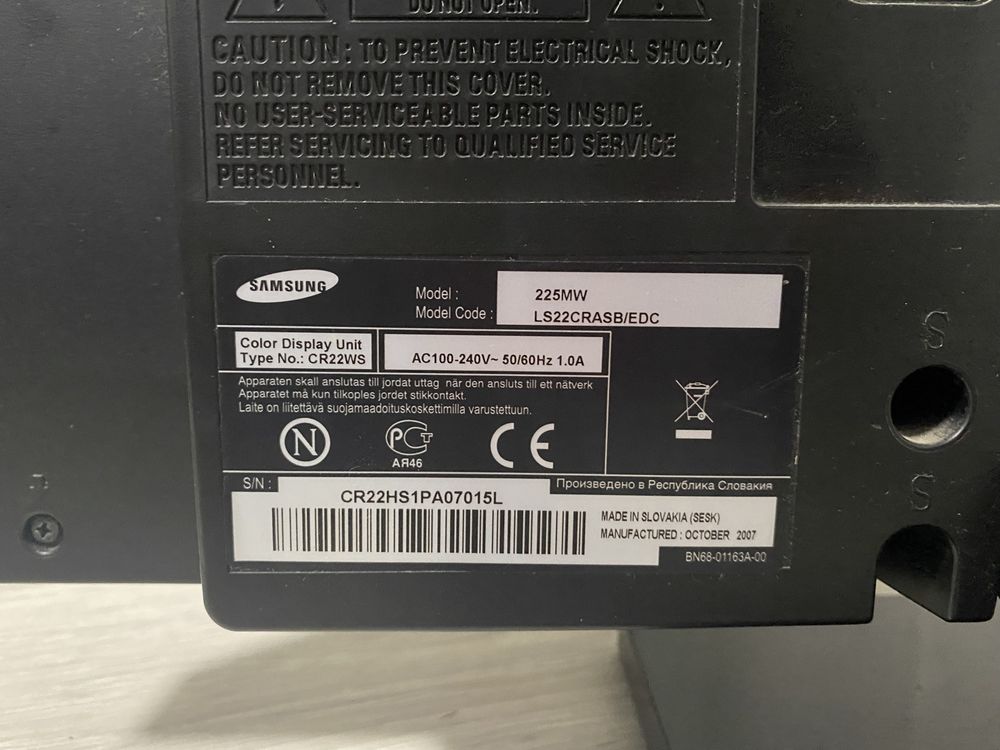 DO NOT OPEN.
CAUTION: TO PREVENT ELECTRICAL SHOCK,
DO NOT REMOVE THIS COVER.
NO USER-SERVICEABLE PARTS INSIDE.
REFER SERVICING TO QUALIFIED SERVICE
PERSONNEL.
SAMSUNG
Model : 225MW
Model Code : LS22CRASB/EDC
Color Display Unit
Type No.: CR22WS
AC100-240V~ 50/60Hz 1.0A
Apparaten skall anslutas till jordat uttag när den ansluts till ett nätverk
Apparatet må kun tilkoples jordet stikkontakt.
Laite on liitettävä suojamaadoituskoskettimilla varustettuun.
N
РСТ
АЯ46
CE
S/N :
CR22HS1PA07015L
Произведено в Республика Словакия
MADE IN SLOVAKIA (SESK)
MANUFACTURED : OCTOBER 2007
BN68-01163A-00
S
S